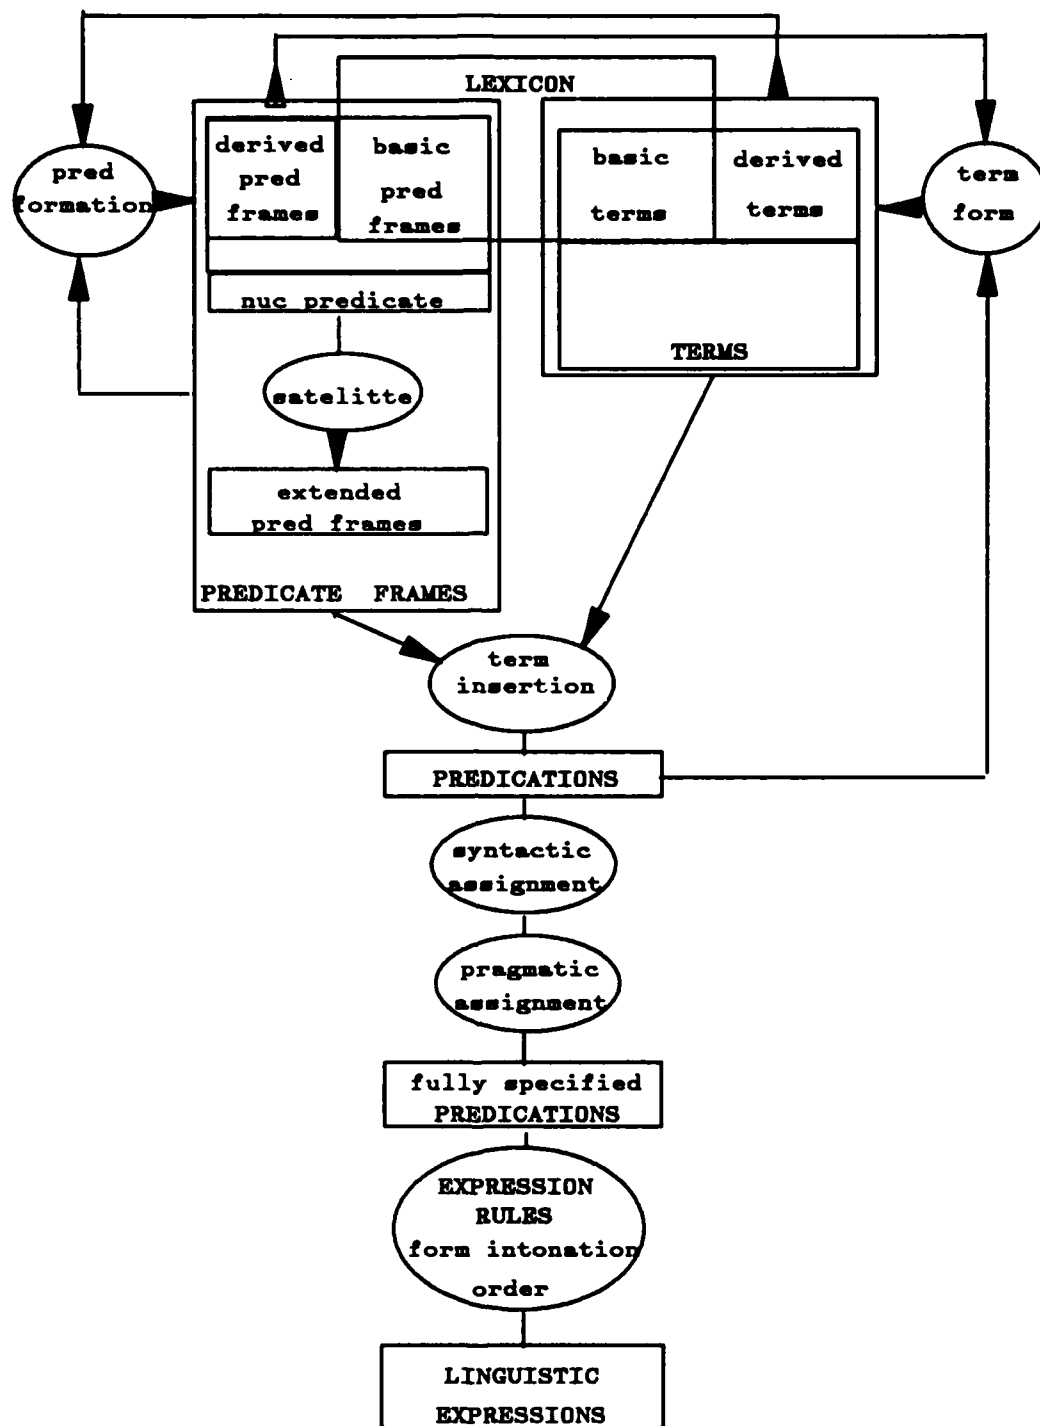 LEXICON
derived
pred
frames
basic
pred
frames
basic
terms
derived
terms
pred
formation
term
form
nuc predicate
TERMS
satelitte
extended
pred frames
PREDICATE FRAMES
term
insertion
PREDICATIONS
syntactic
assignment
pragmatic
assignment
fully specified
PREDICATIONS
EXPRESSION
RULES
form intonation
order
LINGUISTIC
EXPRESSIONS